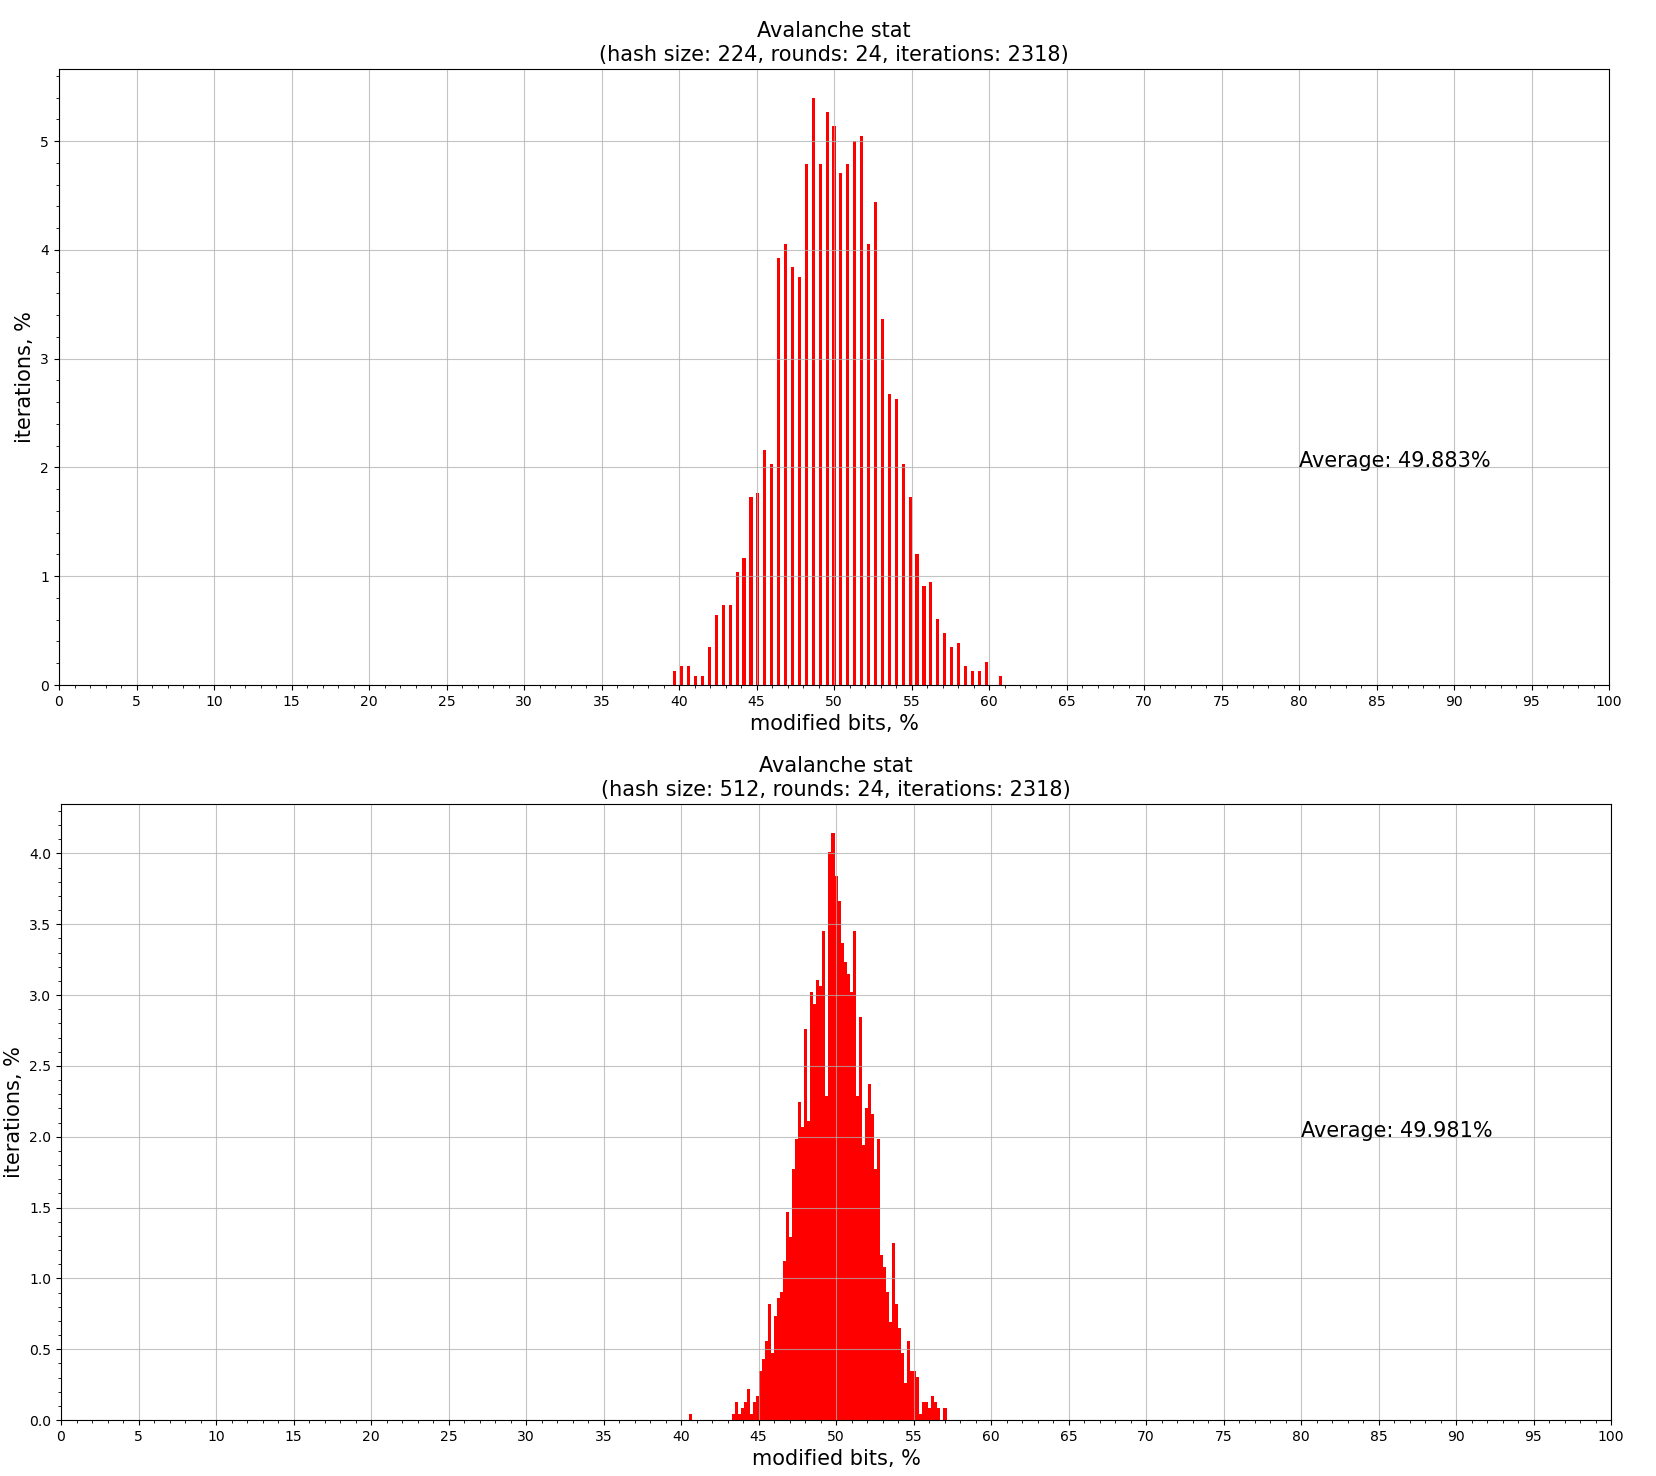 Avalanche stat
(hash size: 224, rounds: 24, iterations: 2318)
5
4
3
2
1
0
iterations, %
Average: 49.883%
0 5 10 15 20 25 30 35 40 45 50 55 60 65 70 75 80 85 90 95 100
modified bits, %
Avalanche stat
(hash size: 512, rounds: 24, iterations: 2318)
4.0
3.5
3.0
2.5
2.0
1.5
1.0
0.5
0.0
iterations, %
Average: 49.981%
0 5 10 15 20 25 30 35 40 45 50 55 60 65 70 75 80 85 90 95 100
modified bits, %